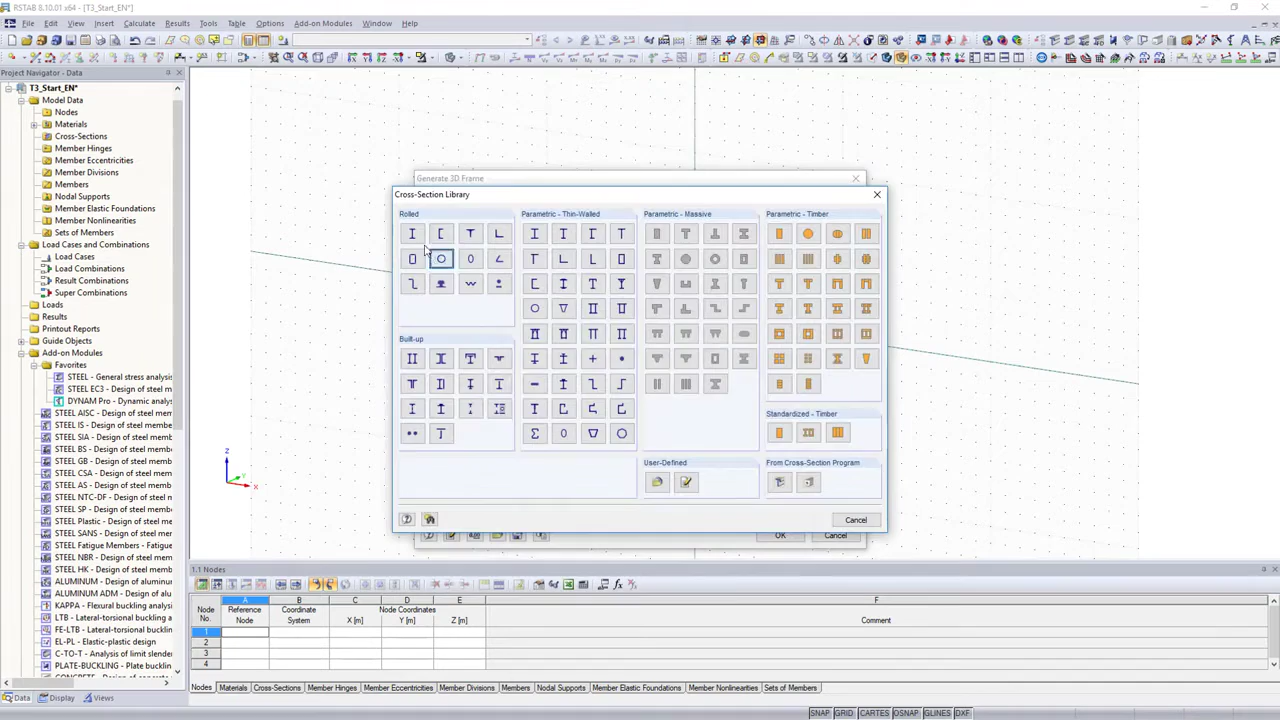 RSTAB 8.10.01 x64 - [T3_Start_EN*]
File Edit View Insert Calculate Results Tools Table Options Add-on Modules Window Help
Project Navigator - Data
T3_Start_EN*
Model Data
Nodes
Materials
Cross-Sections
Member Hinges
Member Eccentricities
Member Divisions
Members
Nodal Supports
Member Elastic Foundations
Member Nonlinearities
Sets of Members
Load Cases and Combinations
Load Cases
Load Combinations
Result Combinations
Super Combinations
Loads
Results
Printout Reports
Guide Objects
Add-on Modules
Favorites
STEEL - General stress analysis
STEEL EC3 - Design of steel mem
DYNAM Pro - Dynamic analys
STEEL AISC - Design of steel mem
STEEL IS - Design of steel memb
STEEL SIA - Design of steel mem
STEEL BS - Design of steel memb
STEEL GB - Design of steel memb
STEEL CSA - Design of steel mem
STEEL AS - Design of steel memb
STEEL NTC-DF - Design of steel
STEEL SP - Design of steel memb
STEEL Plastic - Design of steel m
STEEL SANS - Design of steel m
STEEL Fatigue Members - Fatigu
STEEL NBR - Design of steel mem
STEEL HK - Design of steel memb
ALUMINUM - Design of aluminu
ALUMINUM ADM - Design of alu
KAPPA - Flexural buckling analys
LTB - Lateral-torsional buckling
FE-LTB - Lateral-torsional buckli
EL-PL - Elastic-plastic design
C-TO-T - Analysis of limit slender
PLATE-BUCKLING - Plate buckli
Data Display Views
Generate 3D Frame
Cross-Section Library
Rolled
Parametric - Thin-Walled
Parametric - Massive
Parametric - Timber
Built-up
Standardized - Timber
User-Defined
From Cross-Section Program
Cancel
OK Cancel
Z
Y
X
1.1 Nodes
A B C D E F
Node No.
Reference Node
Coordinate System
Node Coordinates
X [m] Y [m] Z [m]
Comment
1
2
3
4
Nodes Materials Cross-Sections Member Hinges Member Eccentricities Member Divisions Members Nodal Supports Member Elastic Foundations Member Nonlinearities Sets of Members
SNAP GRID CARTES OSNAP GLINES DXF